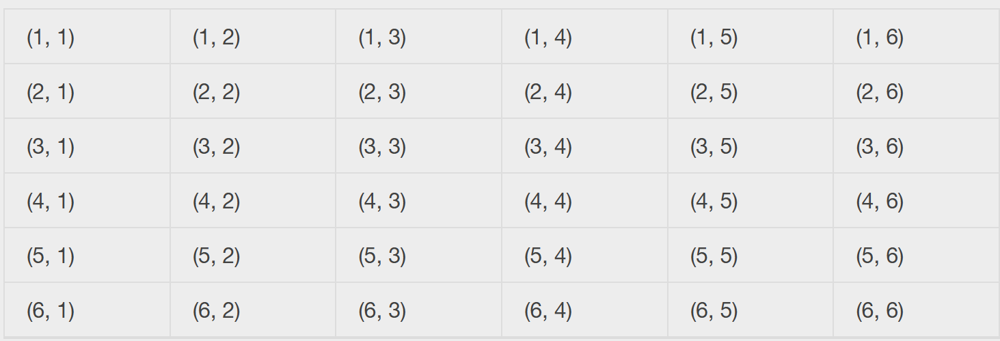 (1, 1) (1, 2) (1, 3) (1, 4) (1, 5) (1, 6)
(2, 1) (2, 2) (2, 3) (2, 4) (2, 5) (2, 6)
(3, 1) (3, 2) (3, 3) (3, 4) (3, 5) (3, 6)
(4, 1) (4, 2) (4, 3) (4, 4) (4, 5) (4, 6)
(5, 1) (5, 2) (5, 3) (5, 4) (5, 5) (5, 6)
(6, 1) (6, 2) (6, 3) (6, 4) (6, 5) (6, 6)